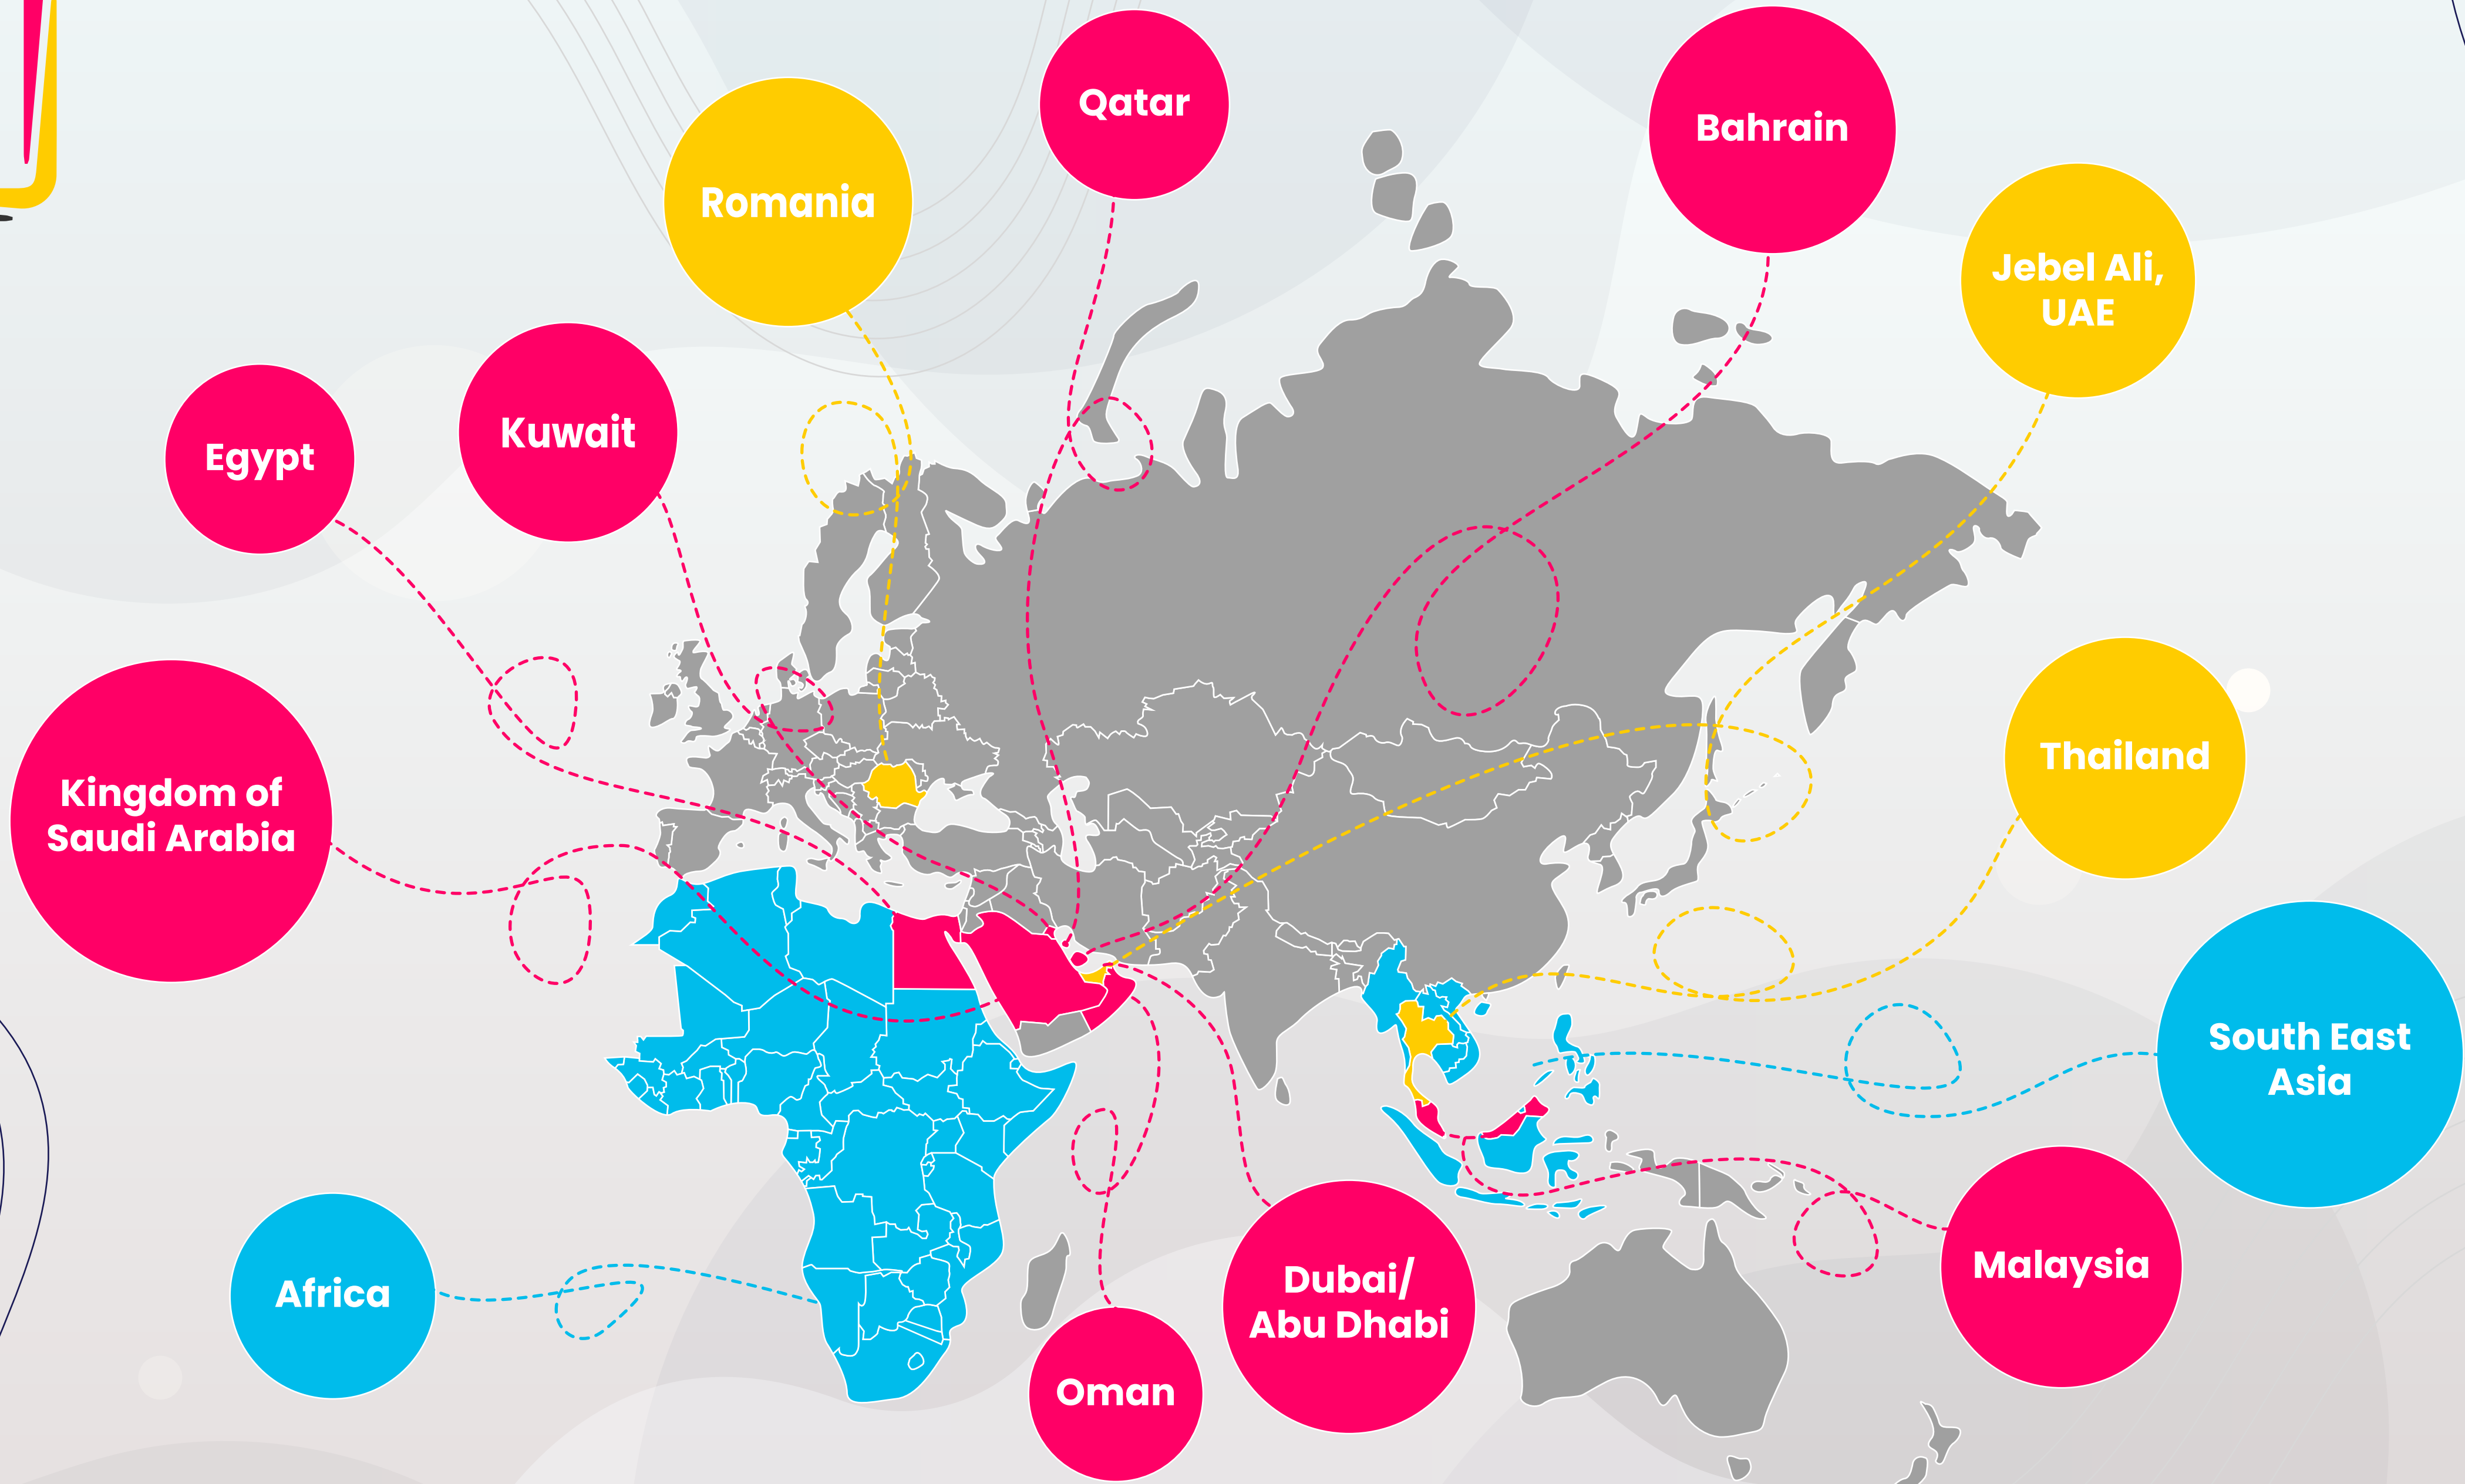 Qatar
Bahrain
Romania
Jebel Ali,
UAE
Kuwait
Egypt
Thailand
Kingdom of
Saudi Arabia
South East
Asia
Malaysia
Africa
Dubai/
Abu Dhabi
Oman